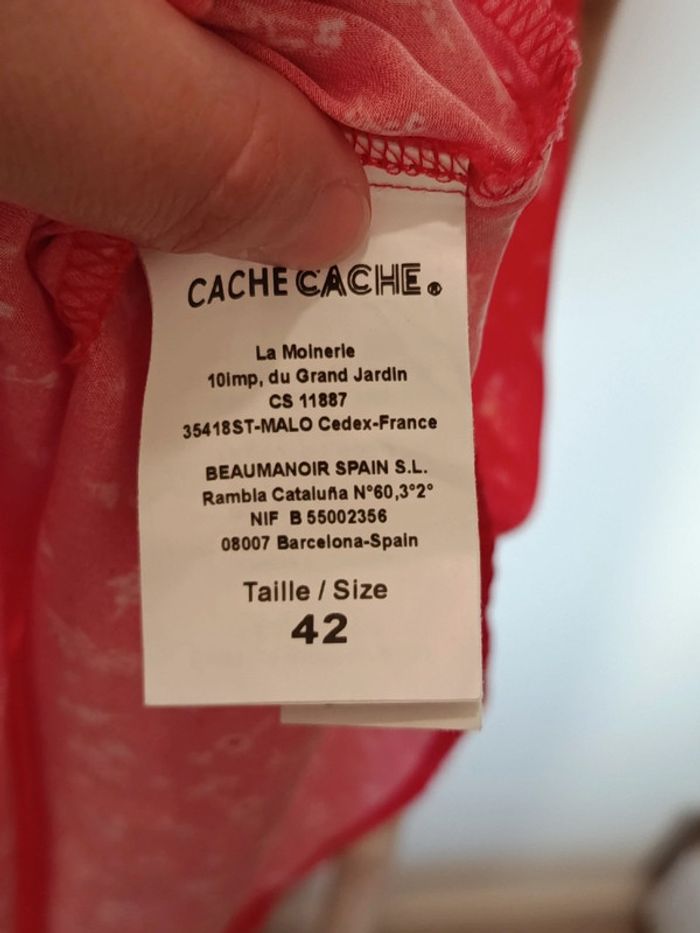 CACHE CACHE®
La Moinerie
10imp, du Grand Jardin
CS 11887
35418ST-MALO Cedex-France
BEAUMANOIR SPAIN S.L.
Rambla Cataluña N°60,3°2°
NIF B 55002356
08007 Barcelona-Spain
Taille / Size
42